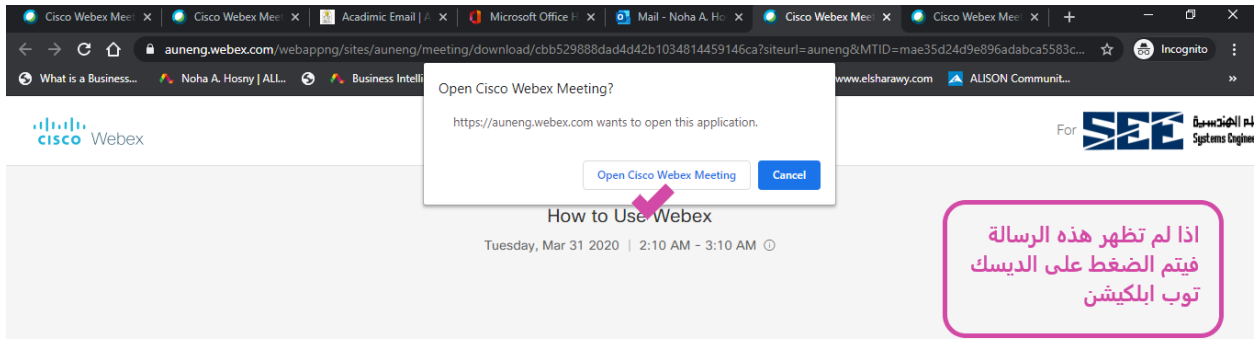 Cisco Webex Meet
Cisco Webex Meet
Acadimic Email | A
Microsoft Office H
Mail - Noha A. Ho
Cisco Webex Meet
Cisco Webex Meet
auneng.webex.com/webappng/sites/auneng/meeting/download/cbb529888dad4d42b1034814459146ca?siteurl=auneng&MTID=mae35d24d9e896adabca5583c...
Incognito
What is a Business...
Noha A. Hosny | ALI...
Business Intelli
www.elsharawy.com
ALISON Communit...
Open Cisco Webex Meeting?
https://auneng.webex.com wants to open this application.
Open Cisco Webex Meeting
Cancel
CISCO Webex
For SEE
الهندسية
Systems Enginee
How to Use Webex
Tuesday, Mar 31 2020 | 2:10 AM - 3:10 AM
اذا لم تظهر هذه الرسالة
فيتم الضغط على الديسك
توب ابلكيشن